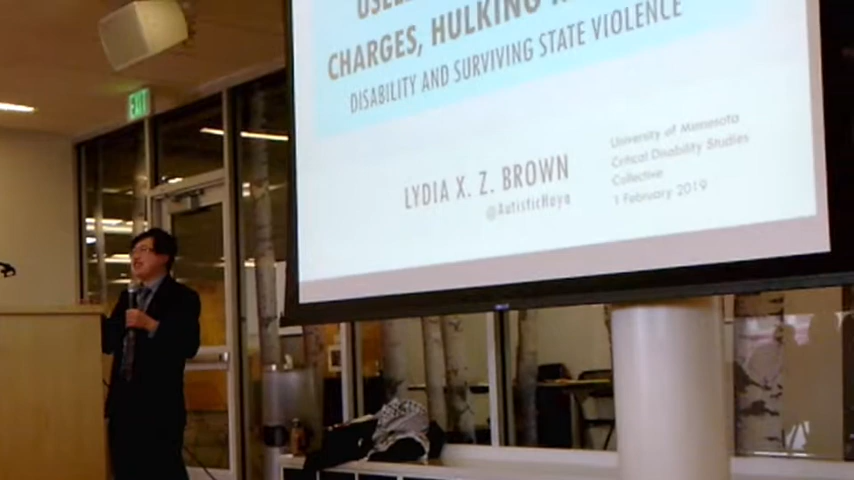 EXIT
CHARGES, HULKING
DISABILITY AND SURVIVING STATE VIOLENCE
LYDIA X. Z. BROWN
@AutisticHoya
University of Minnesota
Critical Disability Studies
Collective
1 February 2019